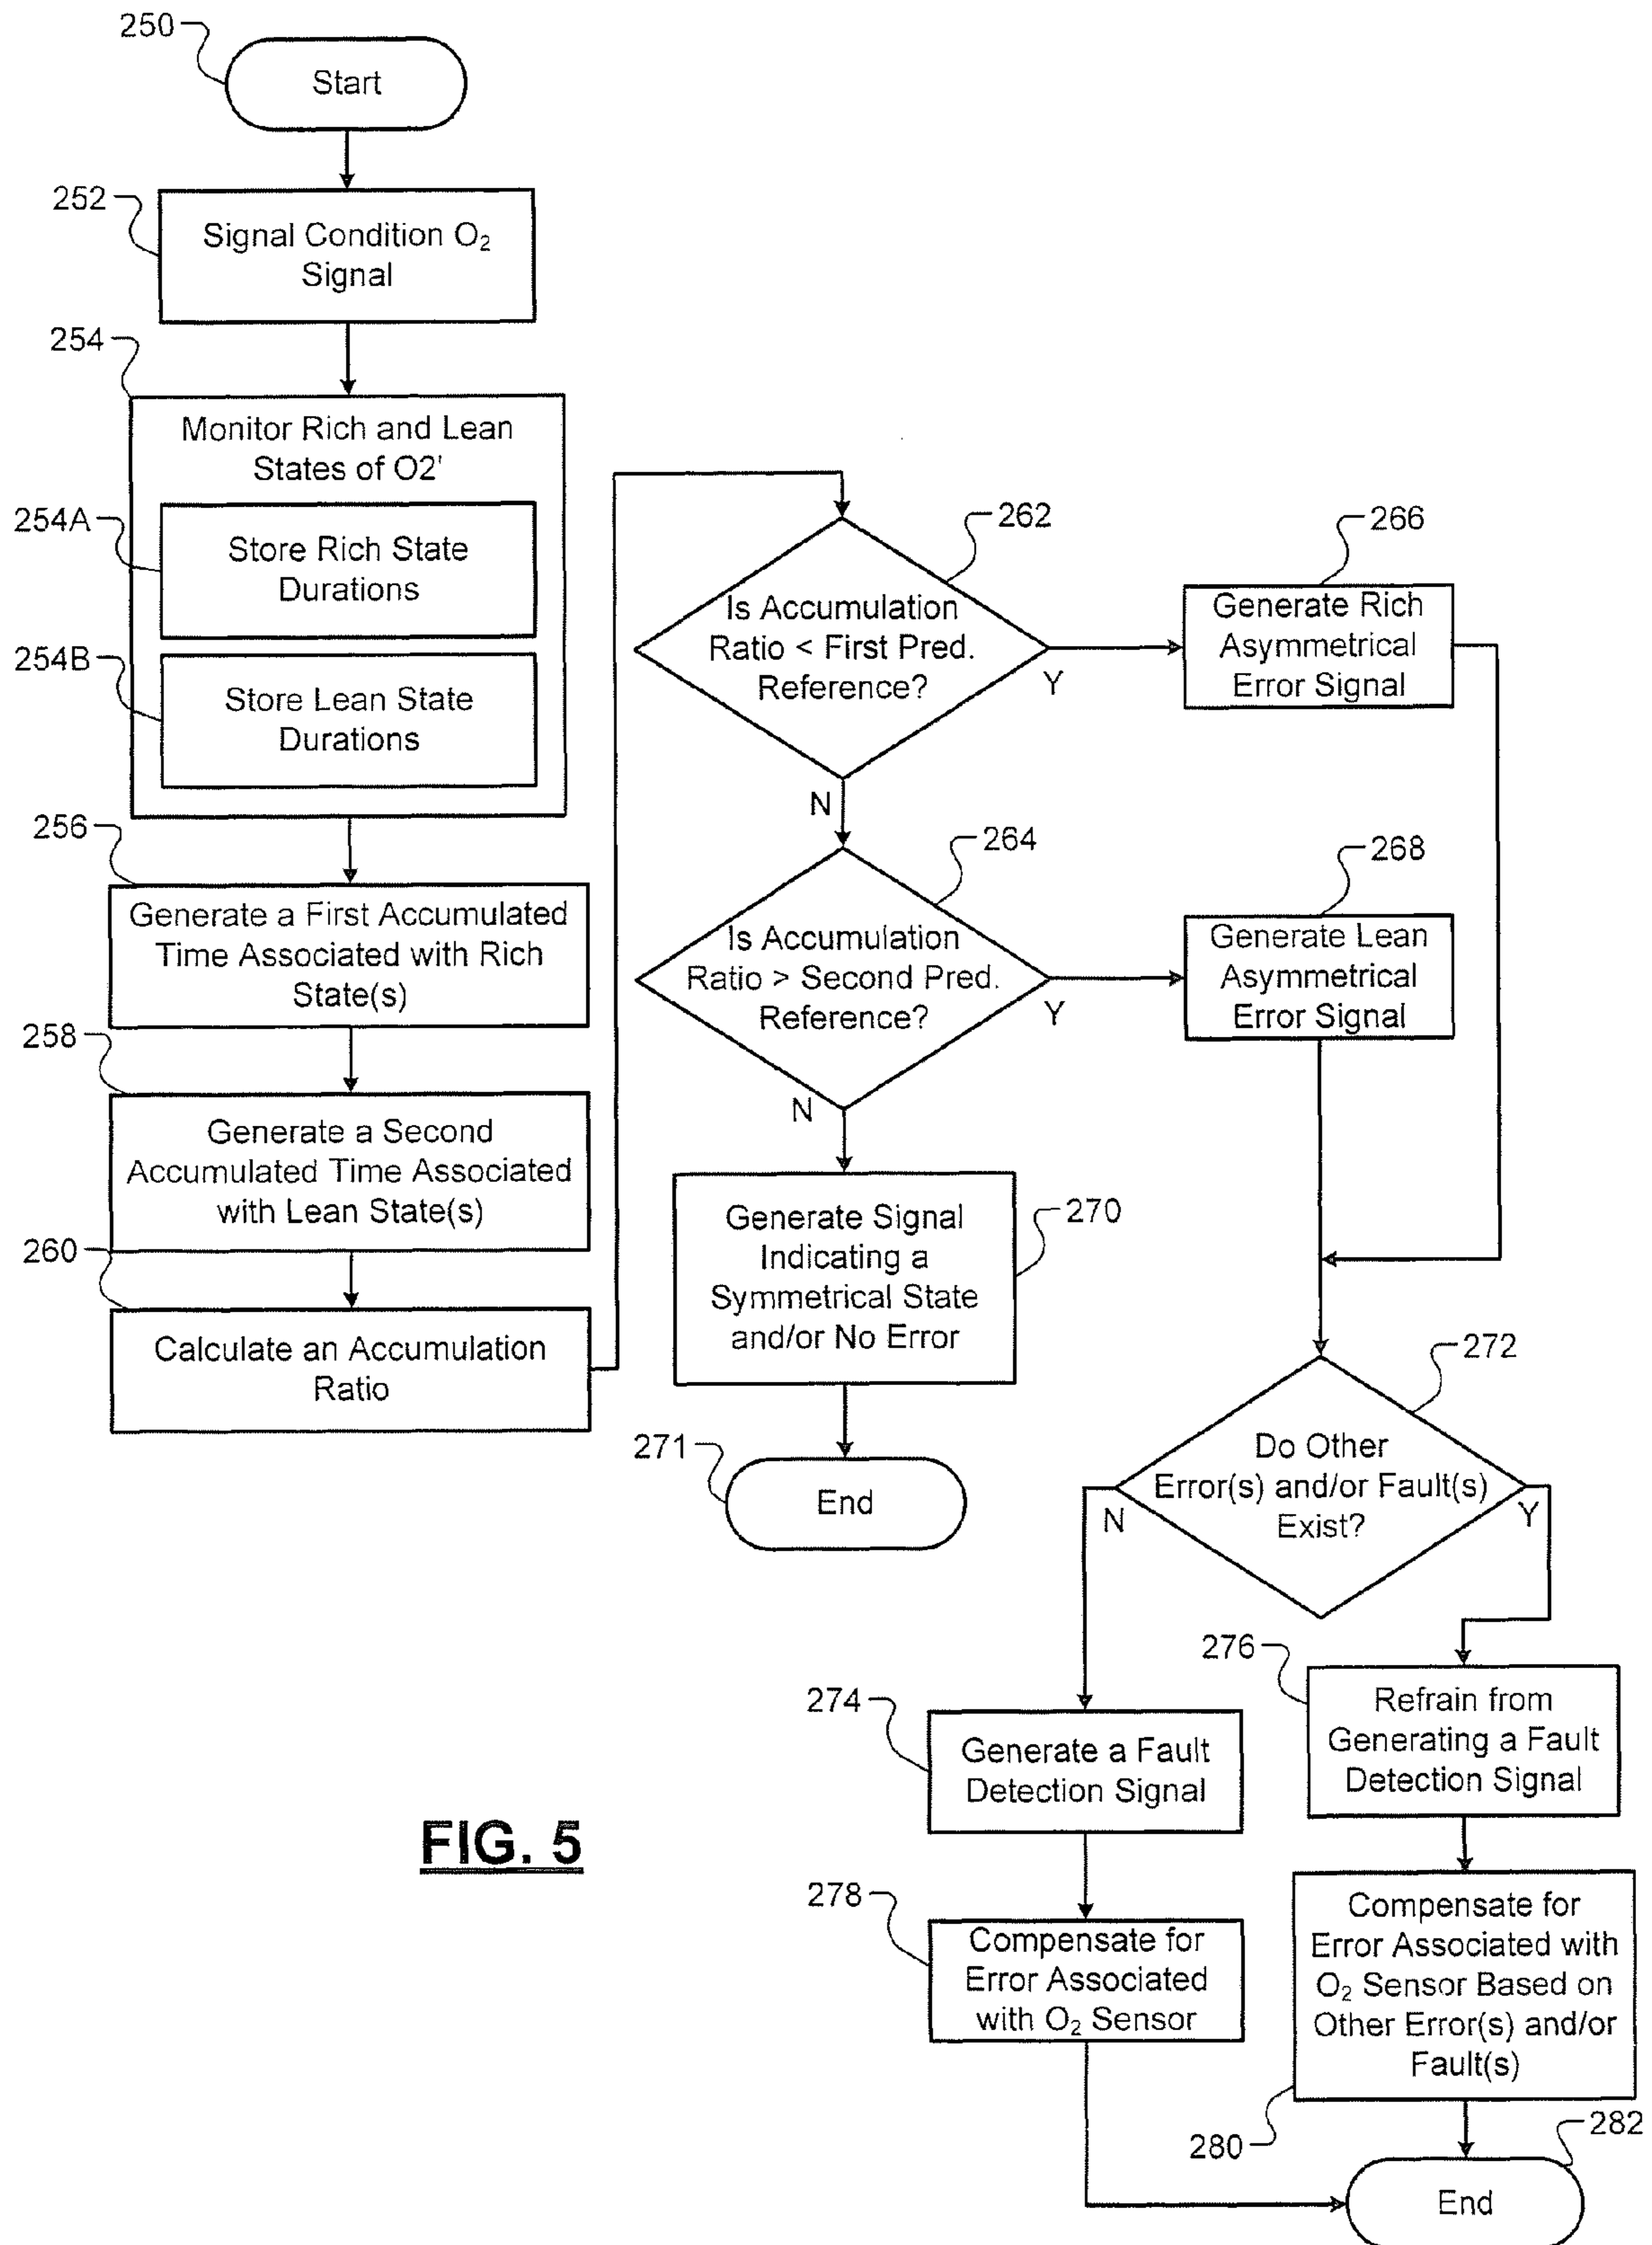 250
Start
252
Signal Condition O₂
Signal
254
Monitor Rich and Lean
States of O2'
254A
Store Rich State
Durations
254B
Store Lean State
Durations
256
Generate a First Accumulated
Time Associated with Rich
State(s)
258
Generate a Second
Accumulated Time Associated
with Lean State(s)
260
Calculate an Accumulation
Ratio
262
Is Accumulation
Ratio < First Pred.
Reference?
Y
N
266
Generate Rich
Asymmetrical
Error Signal
264
Is Accumulation
Ratio > Second Pred.
Reference?
Y
N
268
Generate Lean
Asymmetrical
Error Signal
270
Generate Signal
Indicating a
Symmetrical State
and/or No Error
271
End
272
Do Other
Error(s) and/or Fault(s)
Exist?
N
Y
274
Generate a Fault
Detection Signal
276
Refrain from
Generating a Fault
Detection Signal
278
Compensate for
Error Associated
with O₂ Sensor
280
Compensate for
Error Associated with
O₂ Sensor Based on
Other Error(s) and/or
Fault(s)
282
End
FIG. 5